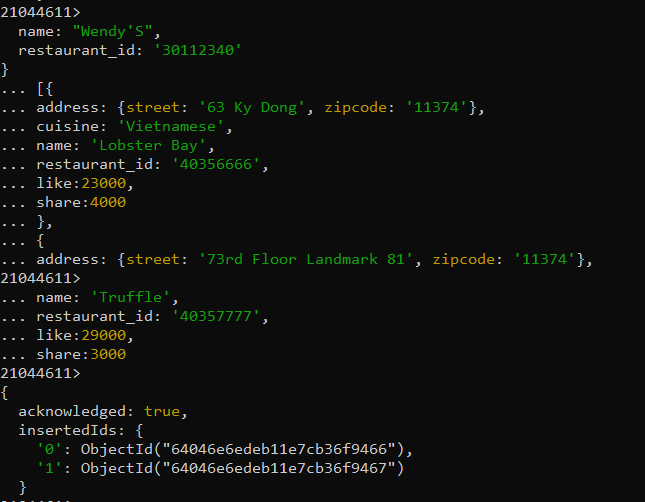 21044611>
  name: "Wendy'S",
  restaurant_id: '30112340'
}
... [{
... address: {street: '63 Ky Dong', zipcode: '11374'},
... cuisine: 'Vietnamese',
... name: 'Lobster Bay',
... restaurant_id: '40356666',
... like:23000,
... share:4000
... },
... {
... address: {street: '73rd Floor Landmark 81', zipcode: '11374'},
21044611>
... name: 'Truffle',
... restaurant_id: '40357777',
... like:29000,
... share:3000
21044611>
{
  acknowledged: true,
  insertedIds: {
    '0': ObjectId("64046e6edeb11e7cb36f9466"),
    '1': ObjectId("64046e6edeb11e7cb36f9467")
  }